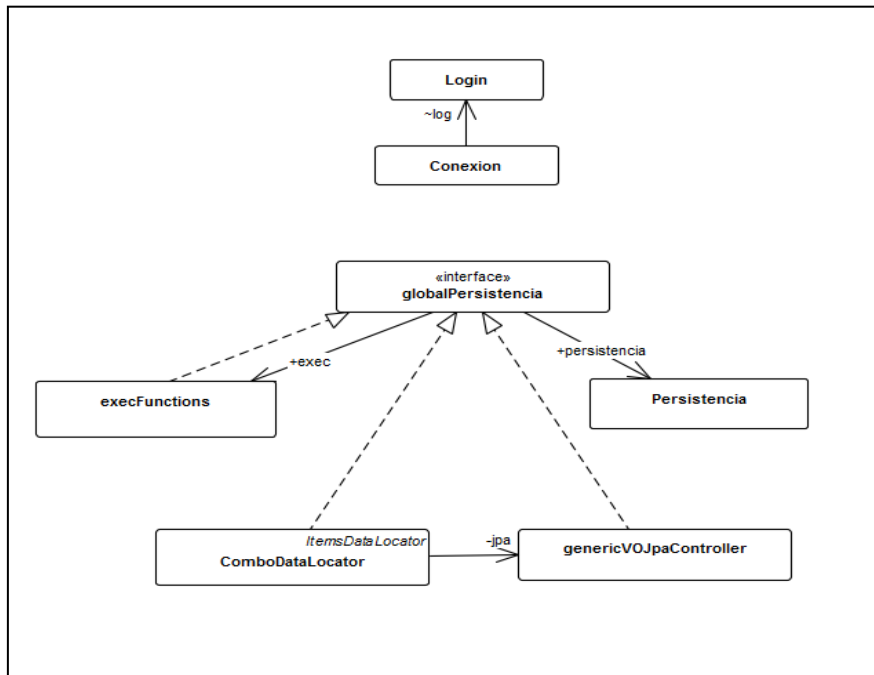 Login
~log
Conexion
«interface»
globalPersistencia
+exec
+persistencia
execFunctions
Persistencia
ItemsDataLocator
ComboDataLocator
-jpa
genericVOJpaController